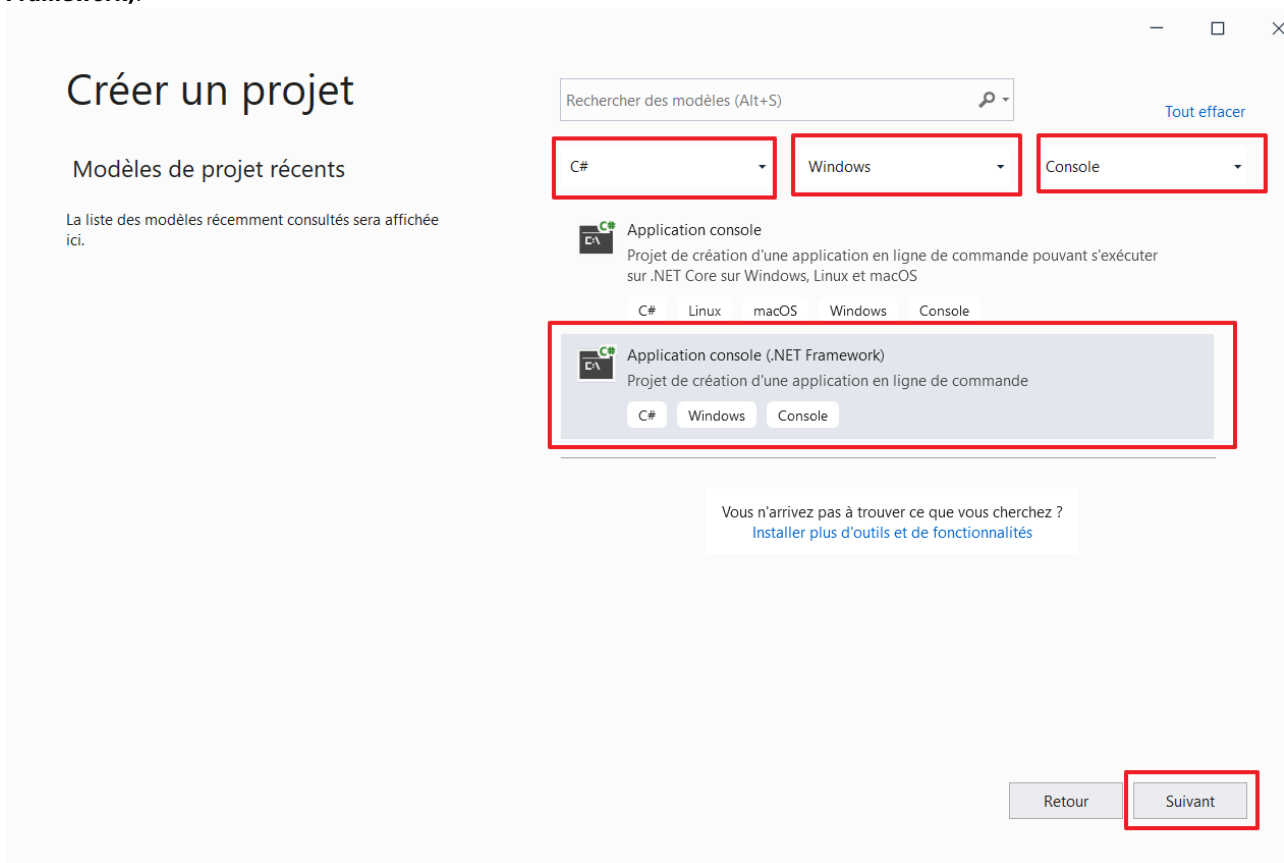 Créer un projet
Modèles de projet récents
La liste des modèles récemment consultés sera affichée
ici.
Rechercher des modèles (Alt+S)
Tout effacer
C#
Windows
Console
Application console
Projet de création d'une application en ligne de commande pouvant s'exécuter
sur .NET Core sur Windows, Linux et macOS
C# Linux macOS Windows Console
Application console (.NET Framework)
Projet de création d'une application en ligne de commande
C# Windows Console
Vous n'arrivez pas à trouver ce que vous cherchez ?
Installer plus d'outils et de fonctionnalités
Retour
Suivant